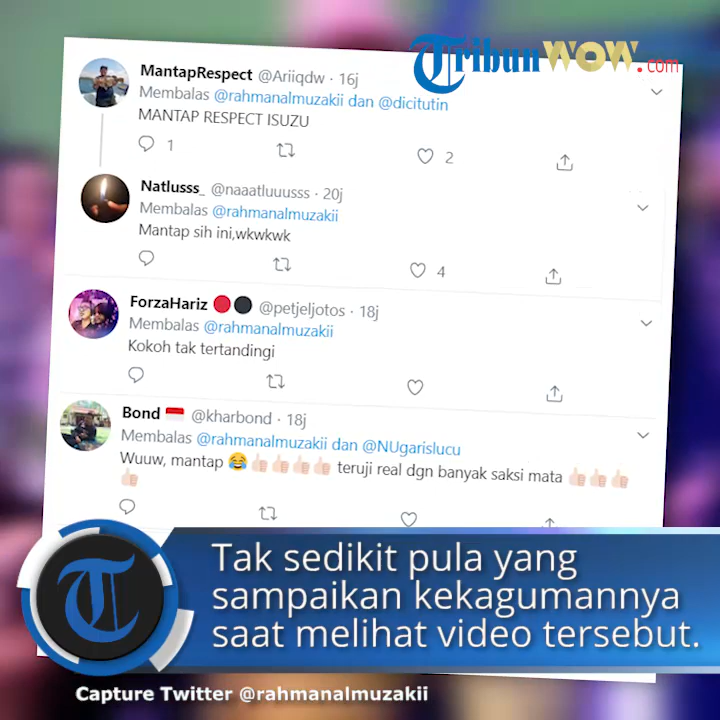 TribunWOW.com
MantapRespect @Ariiqdw · 16j
Membalas @rahmanalmuzakii dan @dicitutin
MANTAP RESPECT ISUZU
1
2
Natlusss_ @naaatluuusss · 20j
Membalas @rahmanalmuzakii
Mantap sih ini,wkwkwk
4
ForzaHariz 🔴⚫ @petjeljotos · 18j
Membalas @rahmanalmuzakii
Kokoh tak tertandingi
Bond 🇮🇩 @kharbond · 18j
Membalas @rahmanalmuzakii dan @NUgarislucu
Wuuw, mantap 😂👍🏻👍🏻👍🏻👍🏻 teruji real dgn banyak saksi mata 👍🏻👍🏻👍🏻
👍🏻
T
Tak sedikit pula yang
sampaikan kekagumannya
saat melihat video tersebut.
Capture Twitter @rahmanalmuzakii